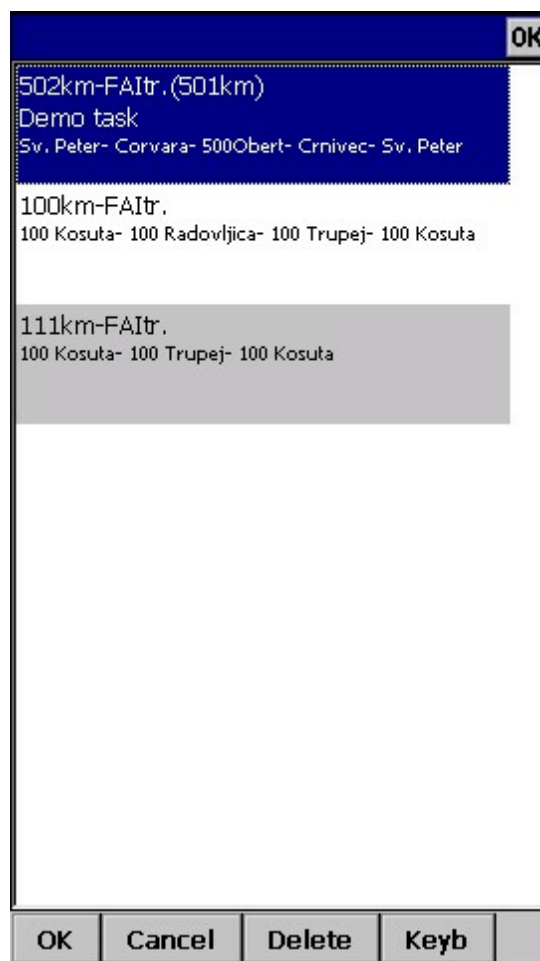 OK
502km-FAItr.(501km)
Demo task
Sv. Peter- Corvara- 500Obert- Crnivec- Sv. Peter
100km-FAItr.
100 Kosuta- 100 Radovljica- 100 Trupej- 100 Kosuta
111km-FAItr.
100 Kosuta- 100 Trupej- 100 Kosuta
OK Cancel Delete Keyb